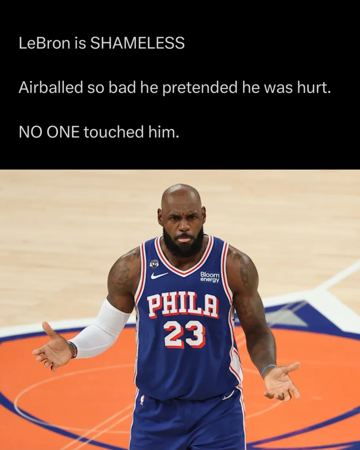 LeBron is SHAMELESS
Airballed so bad he pretended he was hurt.
NO ONE touched him.
Bloom
energy
PHILA
23